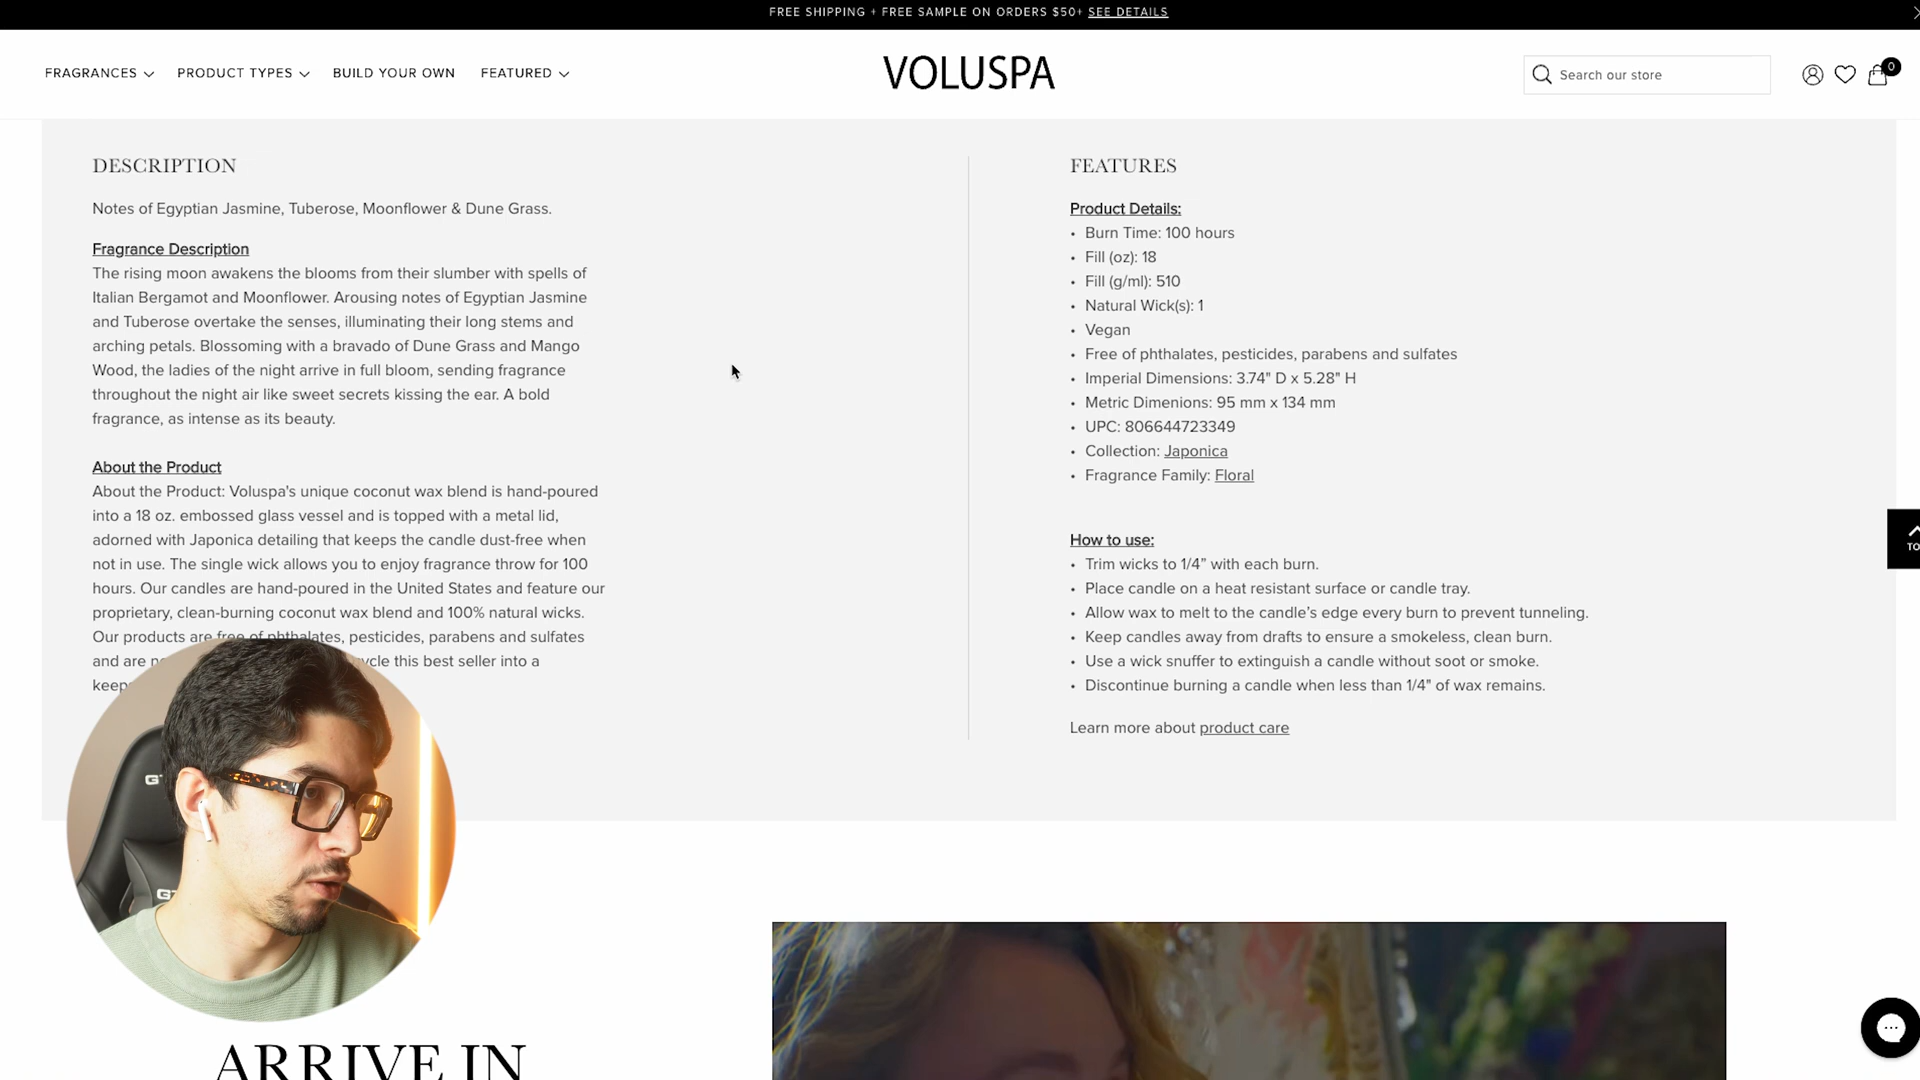 FREE SHIPPING + FREE SAMPLE ON ORDERS $50+ SEE DETAILS
FRAGRANCES
PRODUCT TYPES
BUILD YOUR OWN
FEATURED
VOLUSPA
Search our store
0
DESCRIPTION
Notes of Egyptian Jasmine, Tuberose, Moonflower & Dune Grass.
Fragrance Description
The rising moon awakens the blooms from their slumber with spells of
Italian Bergamot and Moonflower. Arousing notes of Egyptian Jasmine
and Tuberose overtake the senses, illuminating their long stems and
arching petals. Blossoming with a bravado of Dune Grass and Mango
Wood, the ladies of the night arrive in full bloom, sending fragrance
throughout the night air like sweet secrets kissing the ear. A bold
fragrance, as intense as its beauty.
About the Product
About the Product: Voluspa's unique coconut wax blend is hand-poured
into a 18 oz. embossed glass vessel and is topped with a metal lid,
adorned with Japonica detailing that keeps the candle dust-free when
not in use. The single wick allows you to enjoy fragrance throw for 100
hours. Our candles are hand-poured in the United States and feature our
proprietary, clean-burning coconut wax blend and 100% natural wicks.
Our products are free of phthalates, pesticides, parabens and sulfates
and are this best seller into a
FEATURES
Product Details:
• Burn Time: 100 hours
• Fill (oz): 18
• Fill (g/ml): 510
• Natural Wick(s): 1
• Vegan
• Free of phthalates, pesticides, parabens and sulfates
• Imperial Dimensions: 3.74" D x 5.28" H
• Metric Dimenions: 95 mm x 134 mm
• UPC: 806644723349
• Collection: Japonica
• Fragrance Family: Floral
How to use:
• Trim wicks to 1/4” with each burn.
• Place candle on a heat resistant surface or candle tray.
• Allow wax to melt to the candle’s edge every burn to prevent tunneling.
• Keep candles away from drafts to ensure a smokeless, clean burn.
• Use a wick snuffer to extinguish a candle without soot or smoke.
• Discontinue burning a candle when less than 1/4" of wax remains.
Learn more about product care
TO
GT
GT
ARRIVE IN